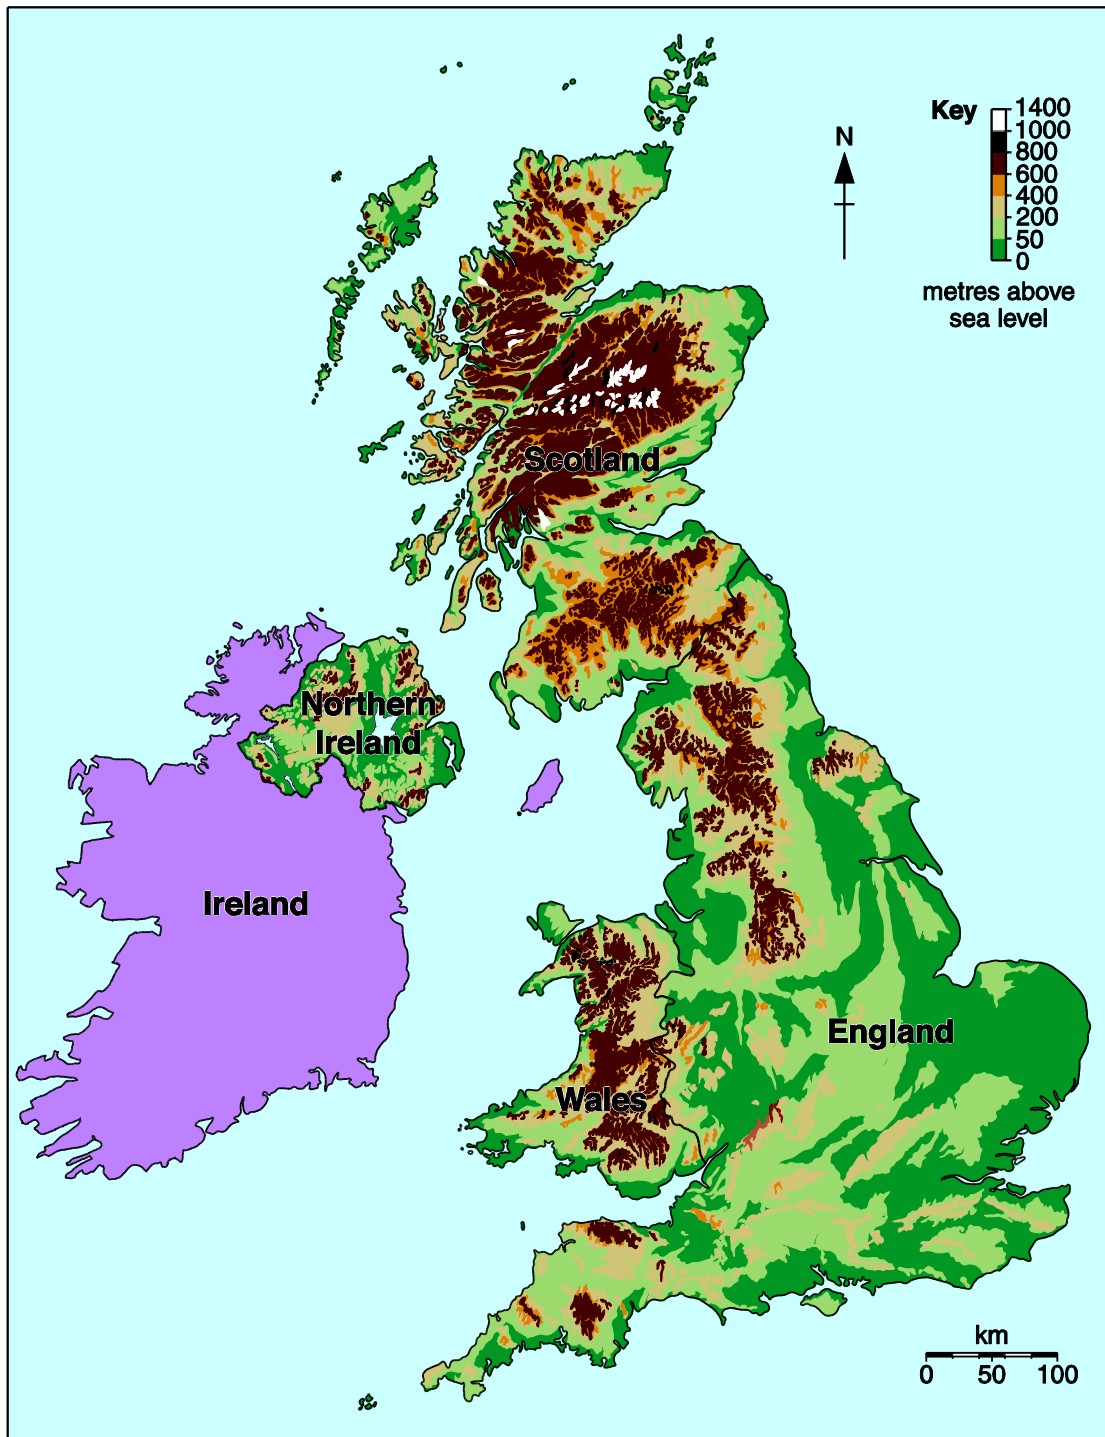 Key
1400
1000
800
600
400
200
50
0
metres above
sea level
N
Scotland
Northern
Ireland
Ireland
England
Wales
km
0 50 100